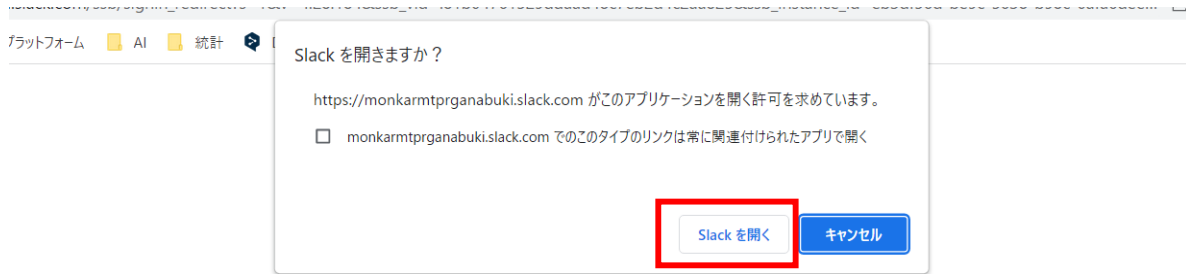 プラットフォーム AI 統計
Slack を開きますか？
https://monkarmtprganabuki.slack.com がこのアプリケーションを開く許可を求めています。
monkarmtprganabuki.slack.com でのこのタイプのリンクは常に関連付けられたアプリで開く
Slack を開く キャンセル